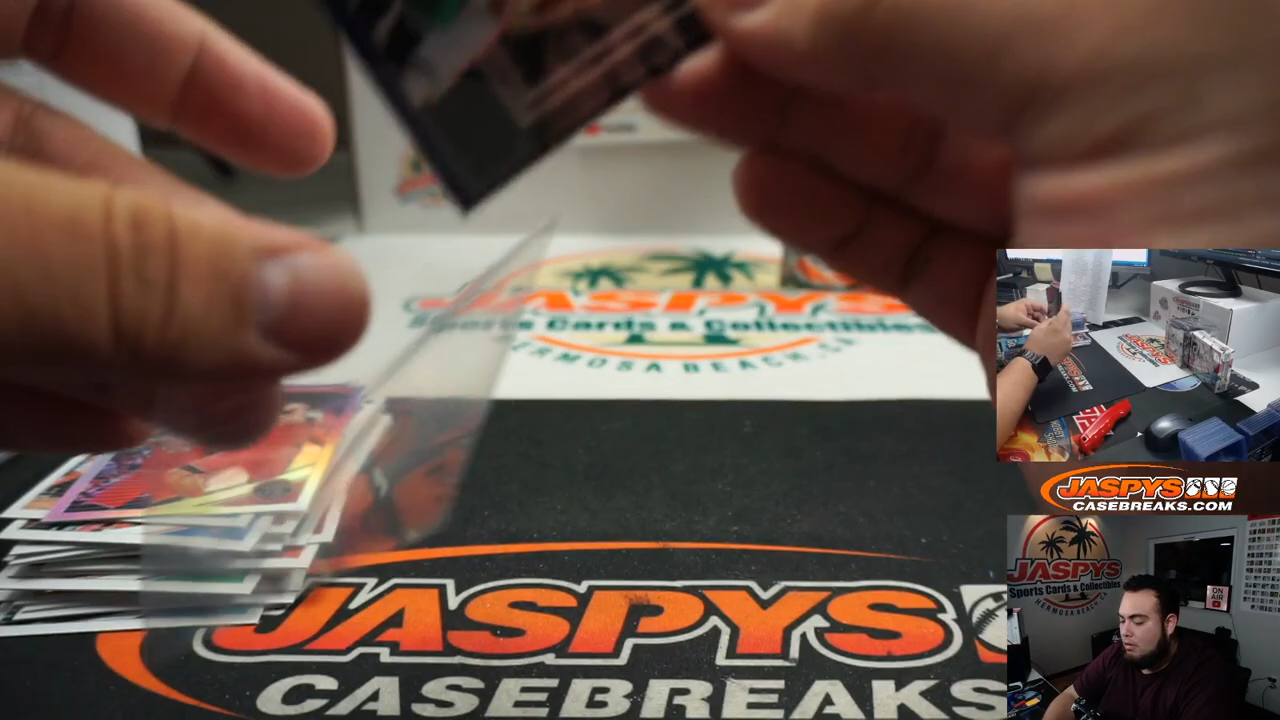 JASPYS
Sports Cards & Collectibles
HERMOSA BEACH, CA
JASPYS
CASEBREAKS
JASPYS
CASEBREAKS.COM
JASPYS
Sports Cards & Collectibles
HERMOSA BEACH, CA
ON
AIR